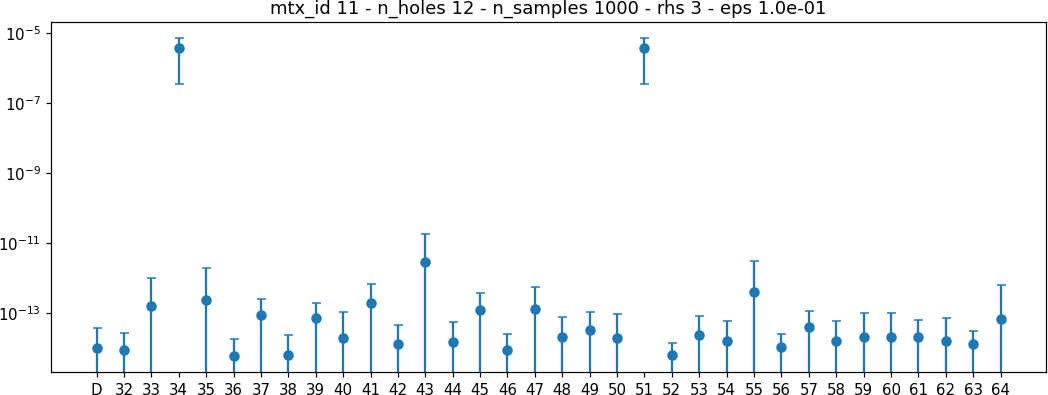 mtx_id 11 - n_holes 12 - n_samples 1000 - rhs 3 - eps 1.0e-01
10⁻⁵
10⁻⁷
10⁻⁹
10⁻¹¹
10⁻¹³
D 32 33 34 35 36 37 38 39 40 41 42 43 44 45 46 47 48 49 50 51 52 53 54 55 56 57 58 59 60 61 62 63 64